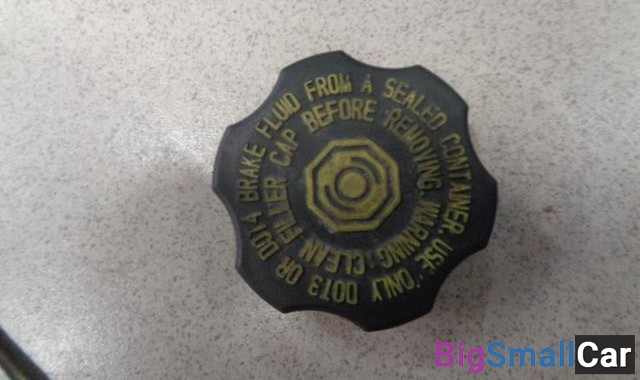 USE ONLY DOT3 OR DOT4 BRAKE FLUID FROM A SEALED CONTAINER.
WARNING: CLEAN FILLER CAP BEFORE REMOVING.
BigSmallCar